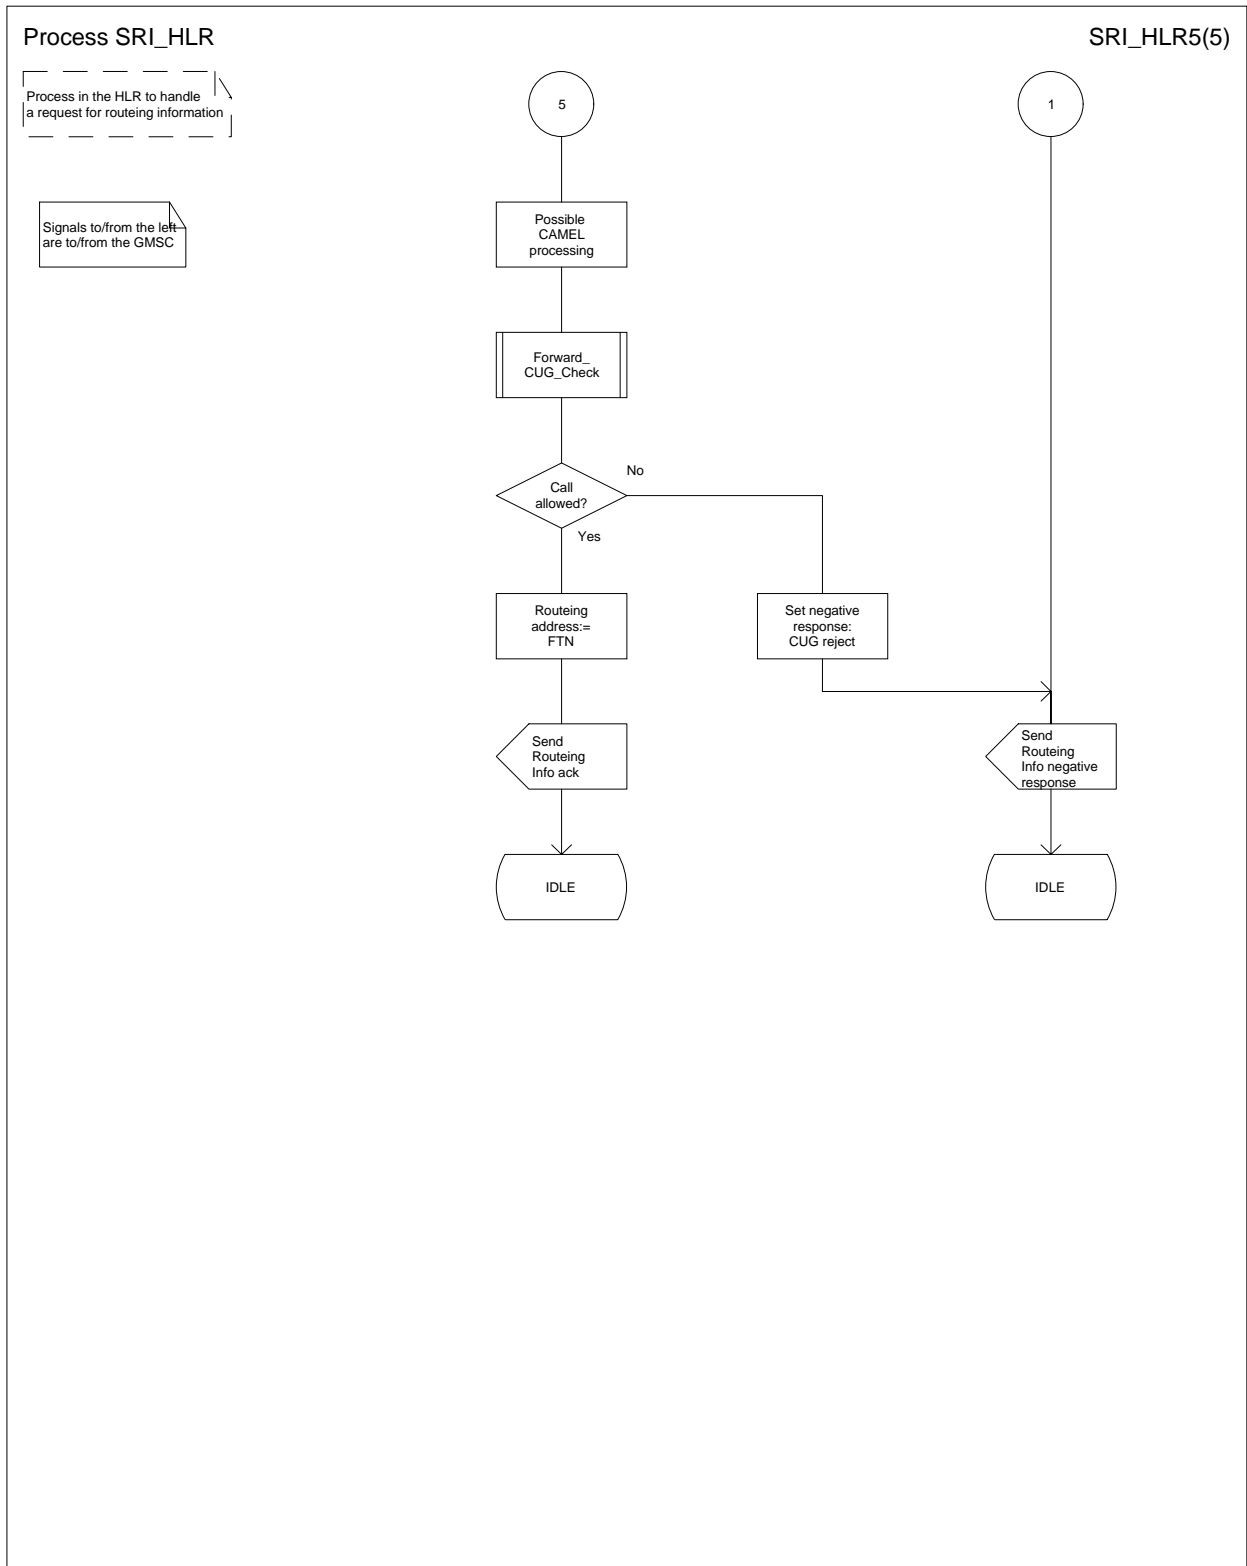 Process SRI_HLR
SRI_HLR5(5)
Process in the HLR to handle
a request for routeing information
Signals to/from the left
are to/from the GMSC
5
1
Possible
CAMEL
processing
Forward_
CUG_Check
Call
allowed?
No
Yes
Routeing
address:=
FTN
Set negative
response:
CUG reject
Send
Routeing
Info ack
Send
Routeing
Info negative
response
IDLE
IDLE